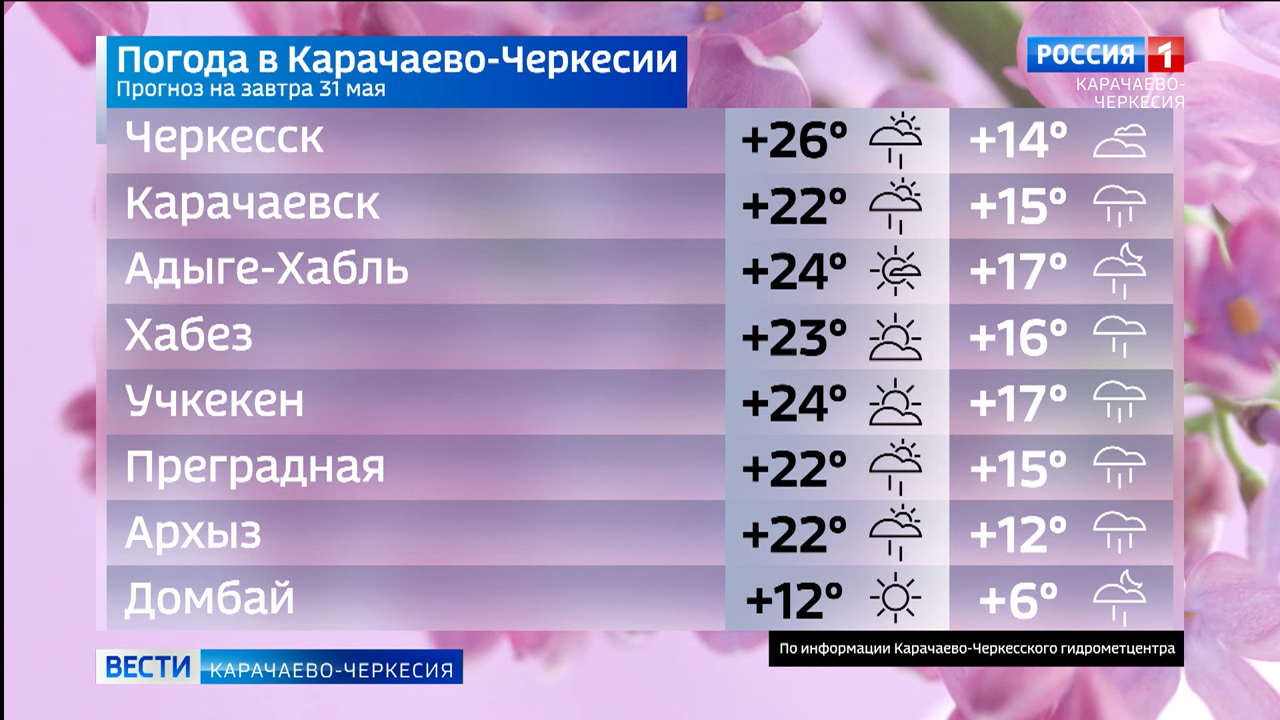 Погода в Карачаево-Черкесии
Прогноз на завтра 31 мая
РОССИЯ 1
КАРАЧАЕВО-
ЧЕРКЕСИЯ
Черкесск +26° +14°
Карачаевск +22° +15°
Адыге-Хабль +24° +17°
Хабез +23° +16°
Учкекен +24° +17°
Преградная +22° +15°
Архыз +22° +12°
Домбай +12° +6°
По информации Карачаево-Черкесского гидрометцентра
ВЕСТИ КАРАЧАЕВО-ЧЕРКЕСИЯ